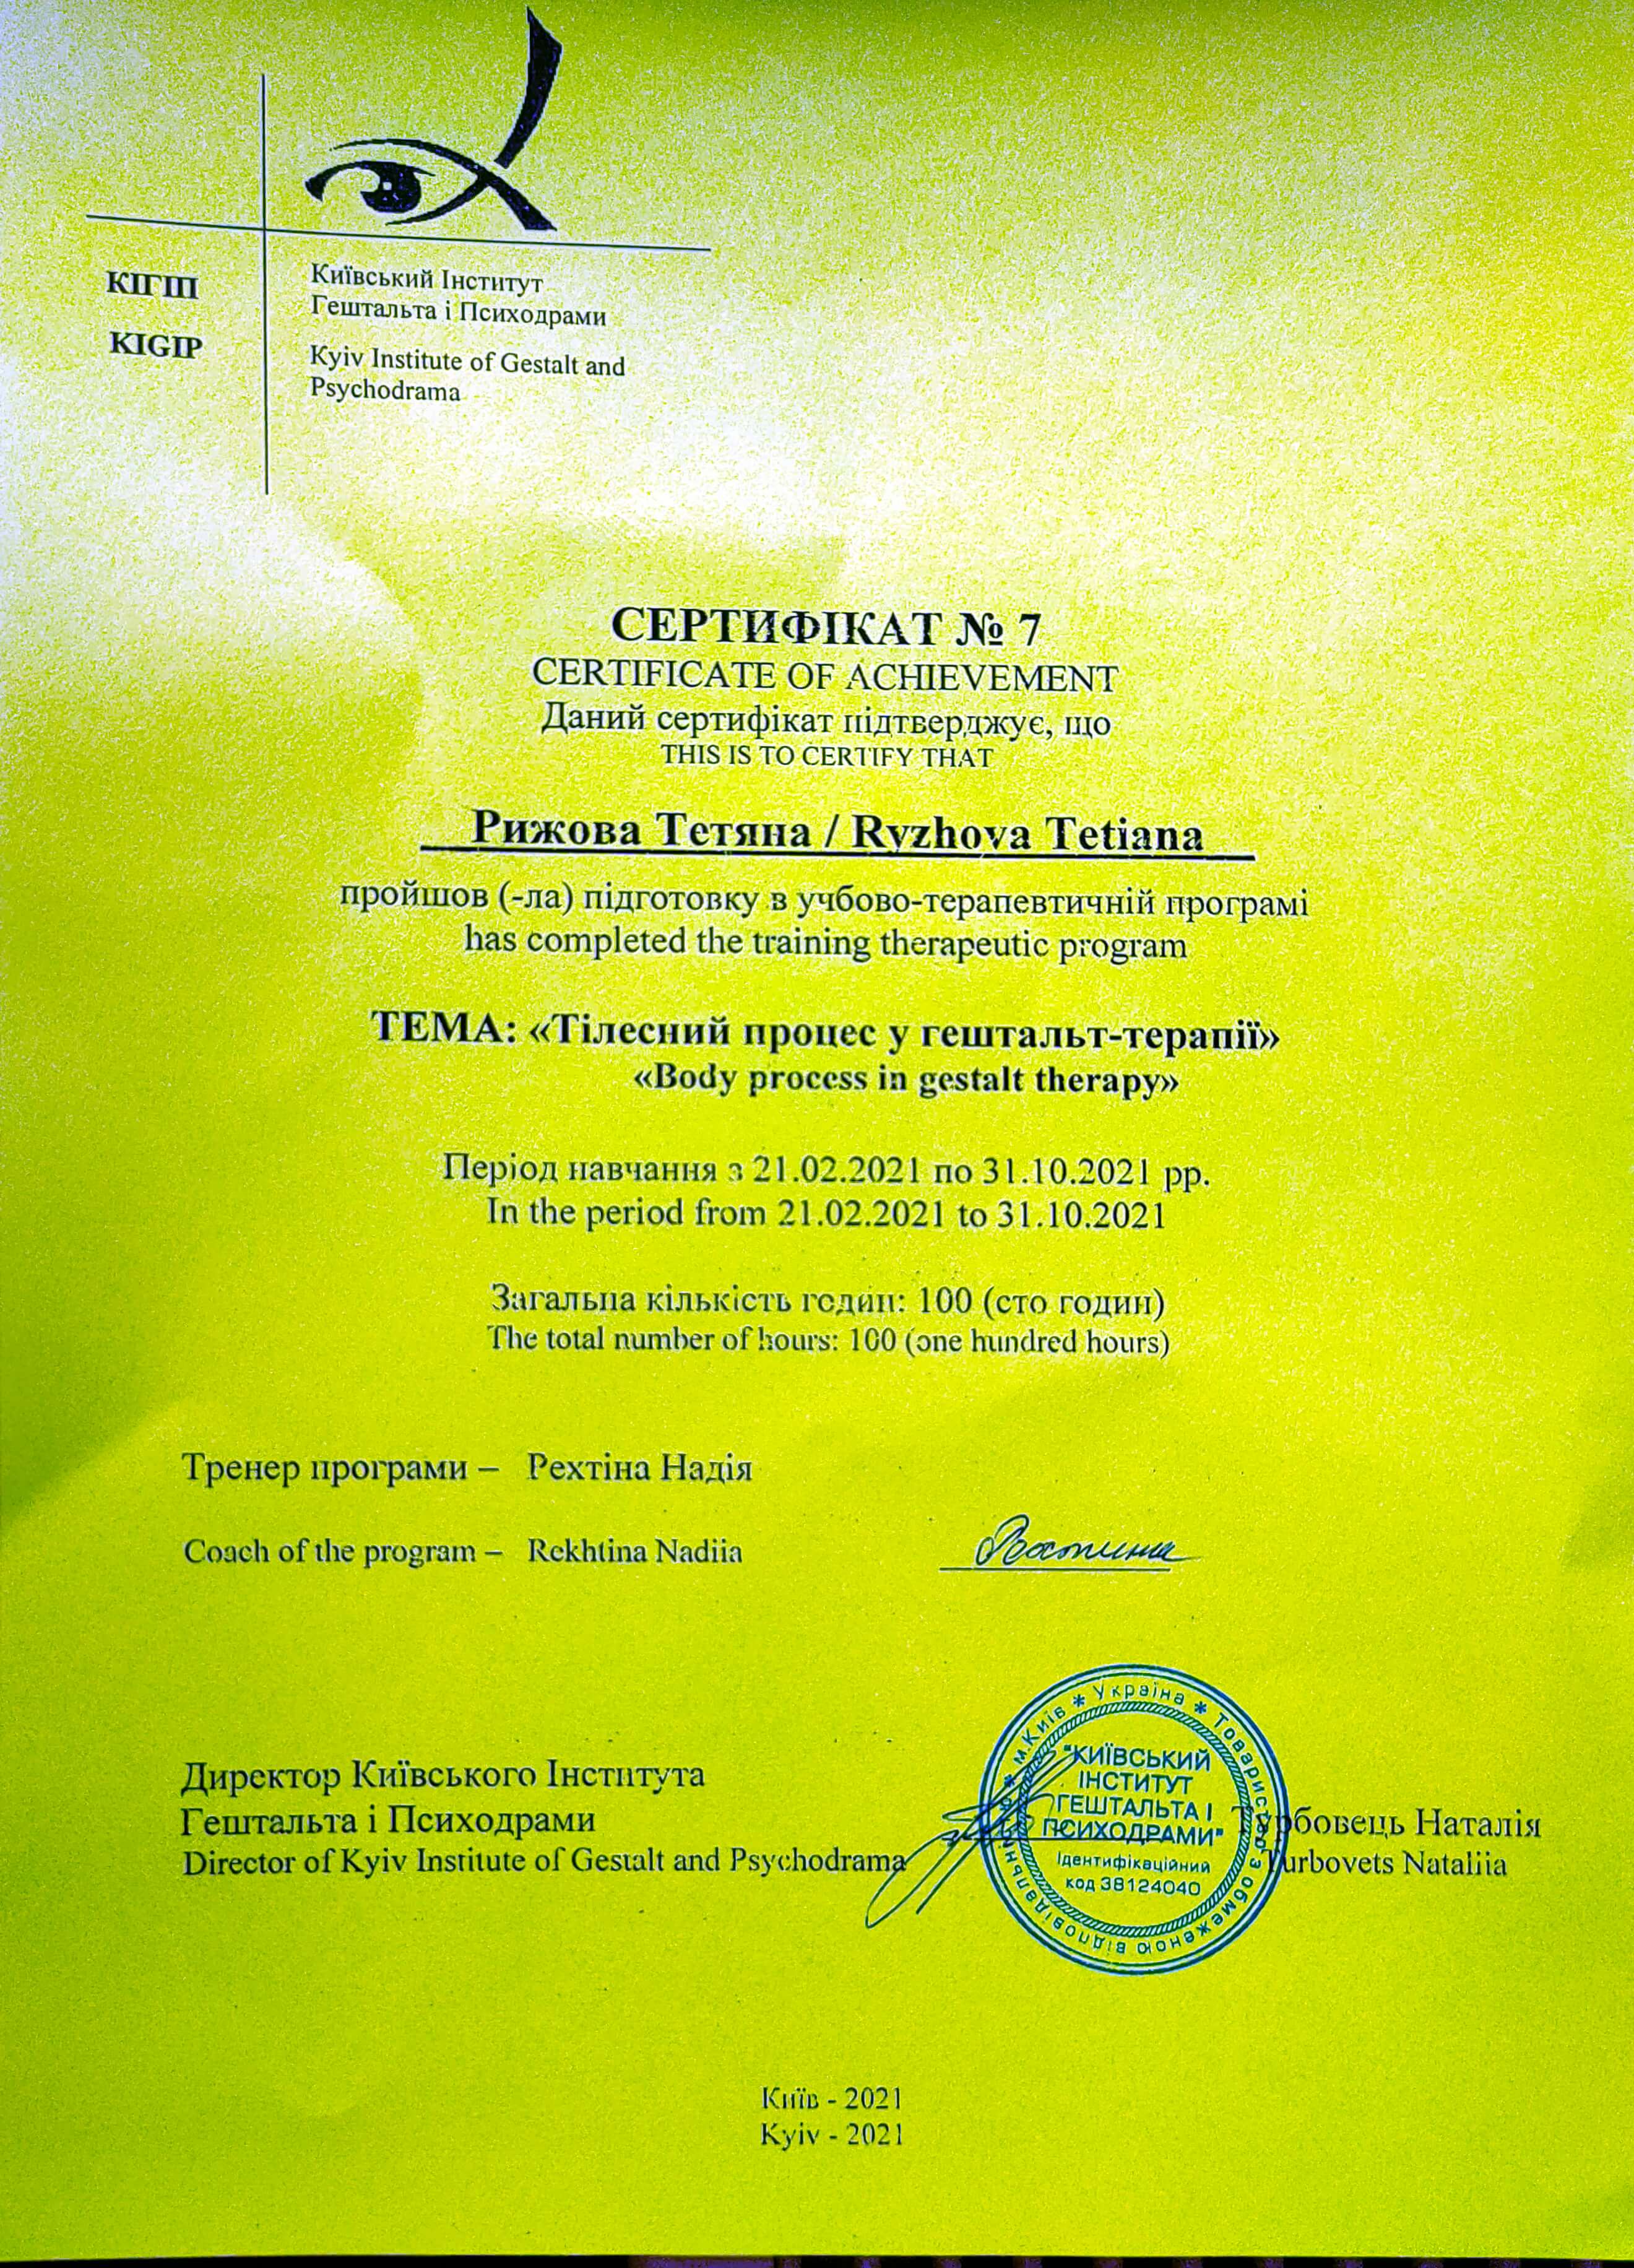 КІГІП
Київський Інститут
Гештальта і Психодрами
KIGIP
Kyiv Institute of Gestalt and
Psychodrama
СЕРТИФІКАТ № 7
CERTIFICATE OF ACHIEVEMENT
Даний сертифікат підтверджує, що
THIS IS TO CERTIFY THAT
Рижова Тетяна / Ryzhova Tetiana
пройшов (-ла) підготовку в учбово-терапевтичній програмі
has completed the training therapeutic program
ТЕМА: «Тілесний процес у гештальт-терапії»
«Body process in gestalt therapy»
Період навчання з 21.02.2021 по 31.10.2021 рр.
In the period from 21.02.2021 to 31.10.2021
Загальна кількість годин: 100 (сто годин)
The total number of hours: 100 (one hundred hours)
Тренер програми – Рехтіна Надія
Coach of the program – Rekhtina Nadiia
Директор Київського Інститута
Гештальта і Психодрами Турбовець Наталія
Director of Kyiv Institute of Gestalt and Psychodrama Turbovets Nataliia
* м.Київ * Україна * Товариство з обмеженою відповідальністю
"КИЇВСЬКИЙ
ІНСТИТУТ
ГЕШТАЛЬТА І
ПСИХОДРАМИ"
Ідентифікаційний
код 38124040
Київ - 2021
Kyiv - 2021